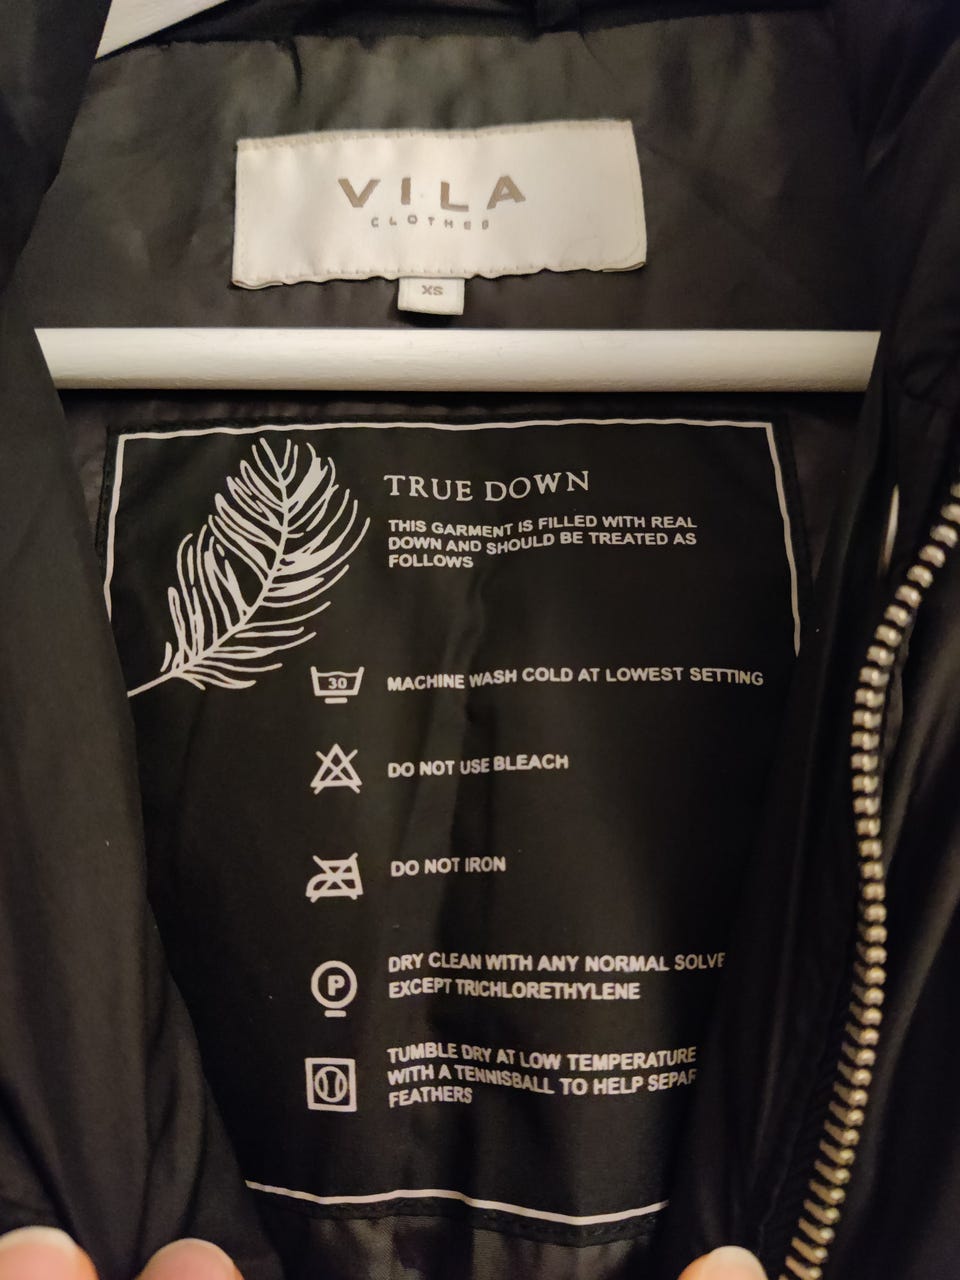 VILA
CLOTHES
XS
TRUE DOWN
THIS GARMENT IS FILLED WITH REAL
DOWN AND SHOULD BE TREATED AS
FOLLOWS
30
MACHINE WASH COLD AT LOWEST SETTING
DO NOT USE BLEACH
DO NOT IRON
P
DRY CLEAN WITH ANY NORMAL SOLVE
EXCEPT TRICHLORETHYLENE
TUMBLE DRY AT LOW TEMPERATURE
WITH A TENNISBALL TO HELP SEPAR
FEATHERS